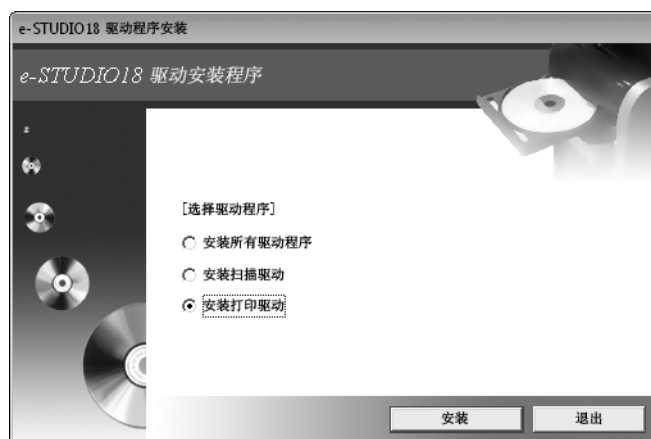 e-STUDIO18 驱动程序安装
e-STUDIO18 驱动安装程序
[选择驱动程序]
安装所有驱动程序
安装扫描驱动
安装打印驱动
安装
退出